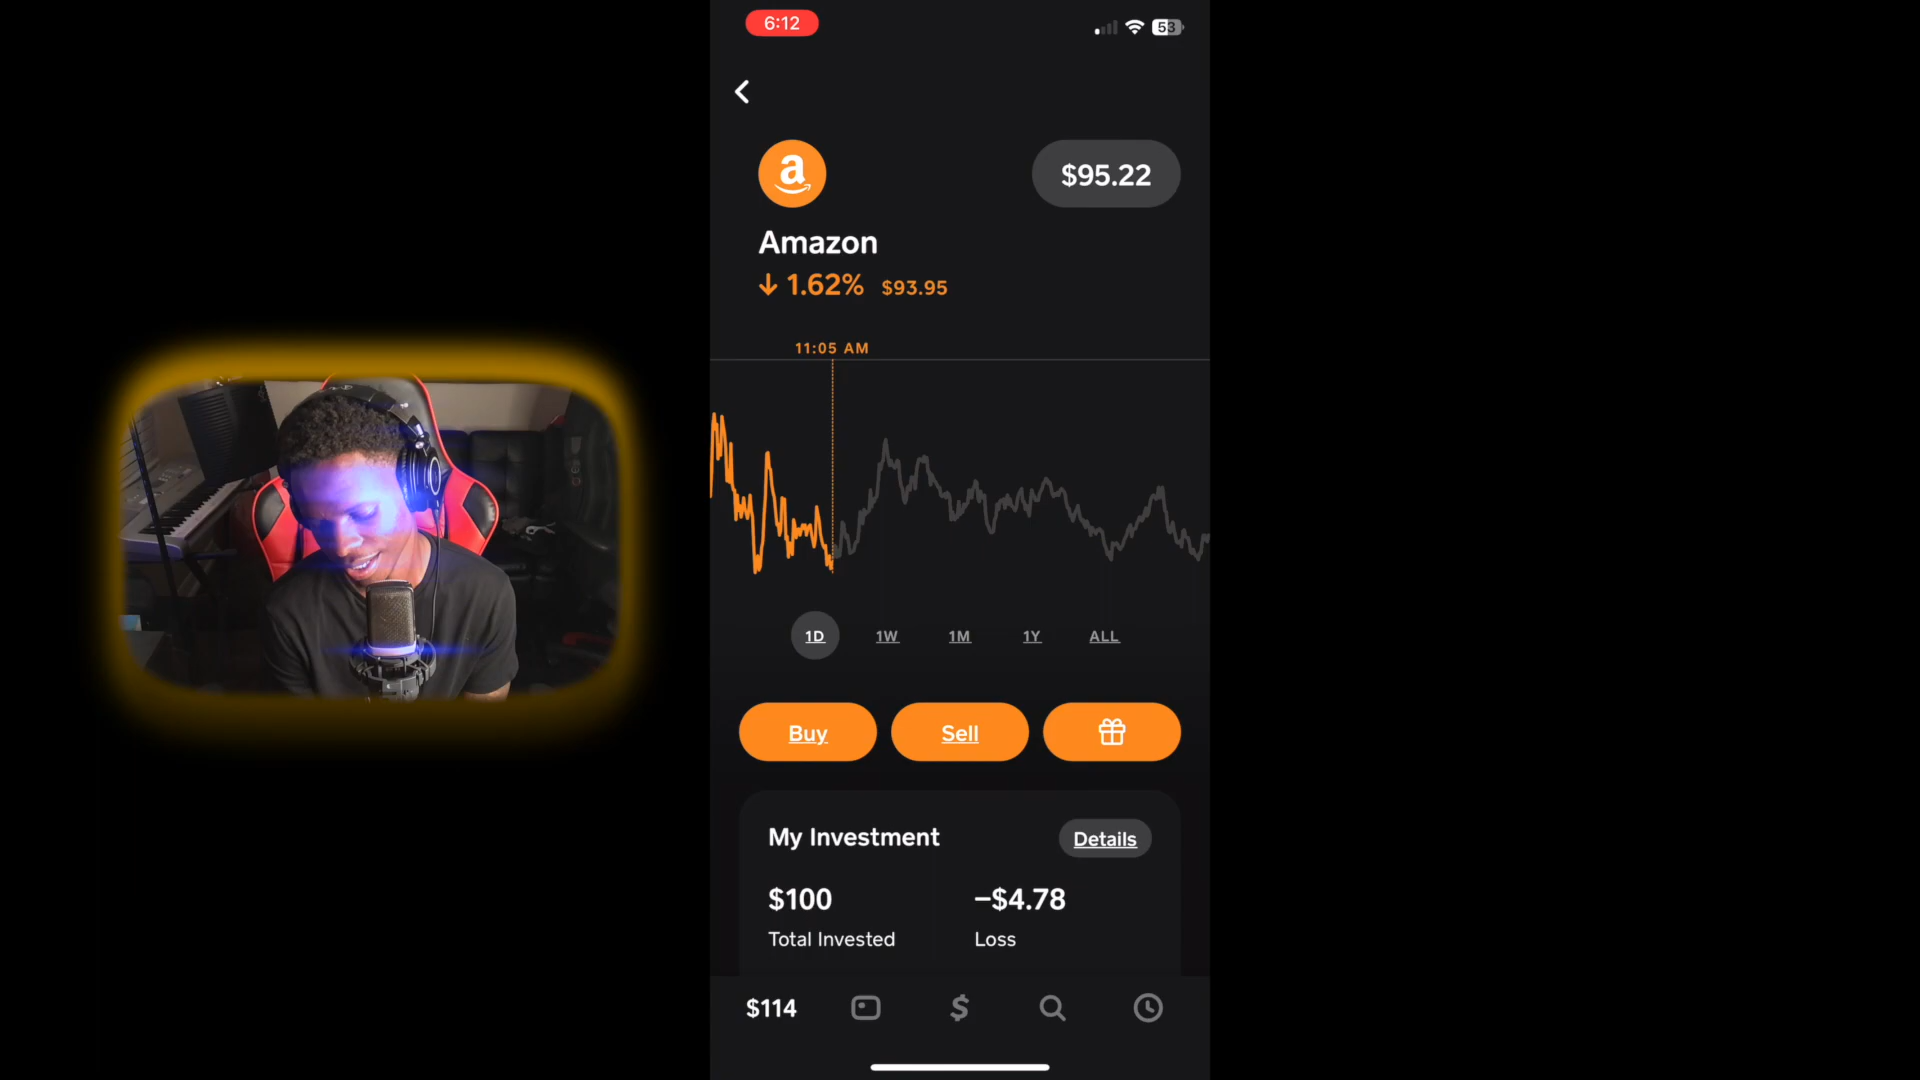 6:12
53
a
$95.22
Amazon
↓ 1.62% $93.95
11:05 AM
1D 1W 1M 1Y ALL
Buy Sell
My Investment Details
$100 –$4.78
Total Invested Loss
$114 $